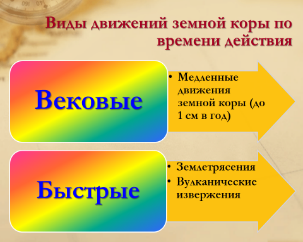 Виды движений земной коры по
времени действия
Вековые
• Медленные
движения
земной коры (до
1 см в год)
Быстрые
• Землетрясения
• Вулканические
извержения